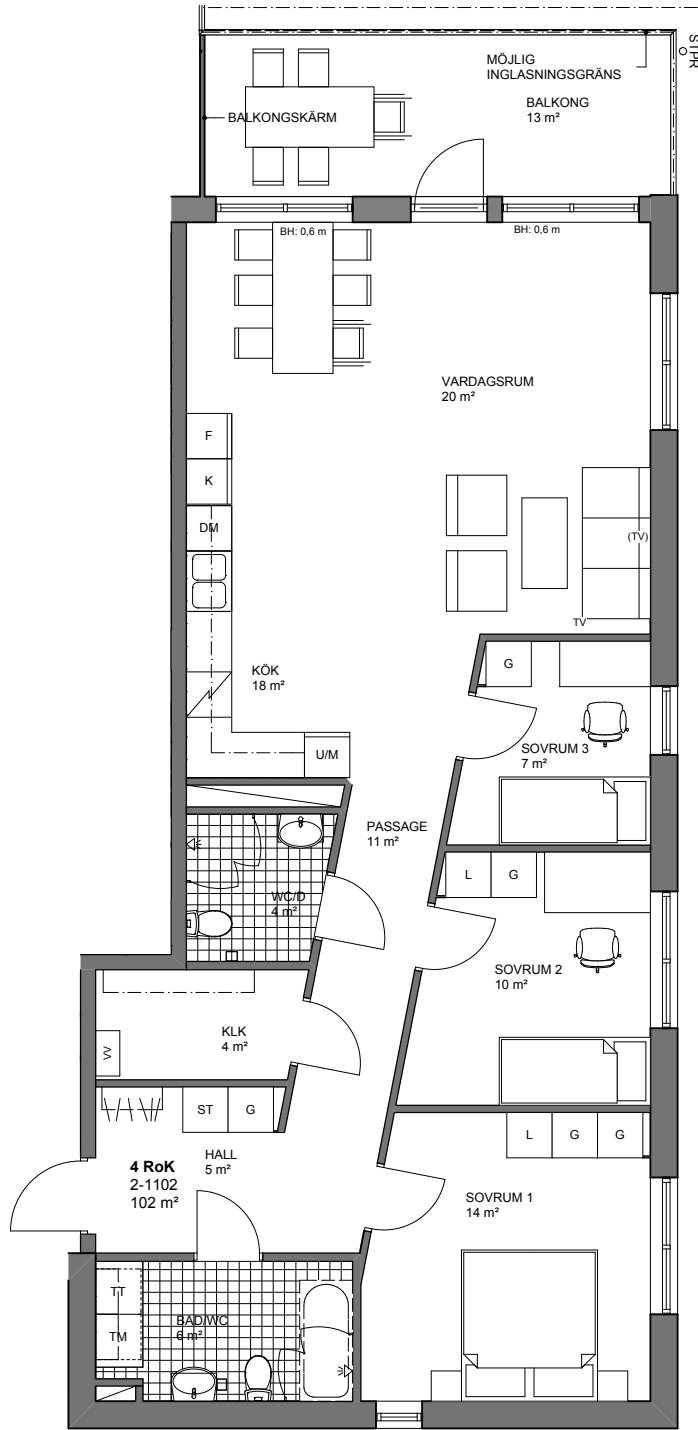 STPR
MÖJLIG
INGLASNINGSGRÄNS
BALKONG
13 m²
BALKONGSKÄRM
BH: 0,6 m
BH: 0,6 m
VARDAGSRUM
20 m²
F
K
DM
(TV)
TV
KÖK
18 m²
G
U/M
SOVRUM 3
7 m²
PASSAGE
11 m²
L
G
WC/D
4 m²
SOVRUM 2
10 m²
KLK
4 m²
VV
ST
G
HALL
5 m²
4 RoK
2-1102
102 m²
L
G
G
SOVRUM 1
14 m²
TT
TM
BAD/WC
6 m²